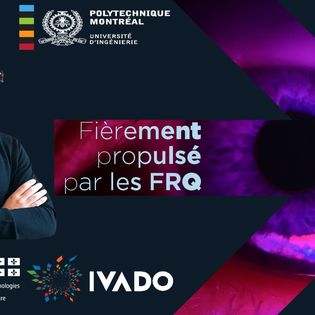 POLYTECHNIQUE
MONTRÉAL
UNIVERSITÉ
D'INGÉNIERIE
Fièrement
propulsé
par les FRQ
IVADO